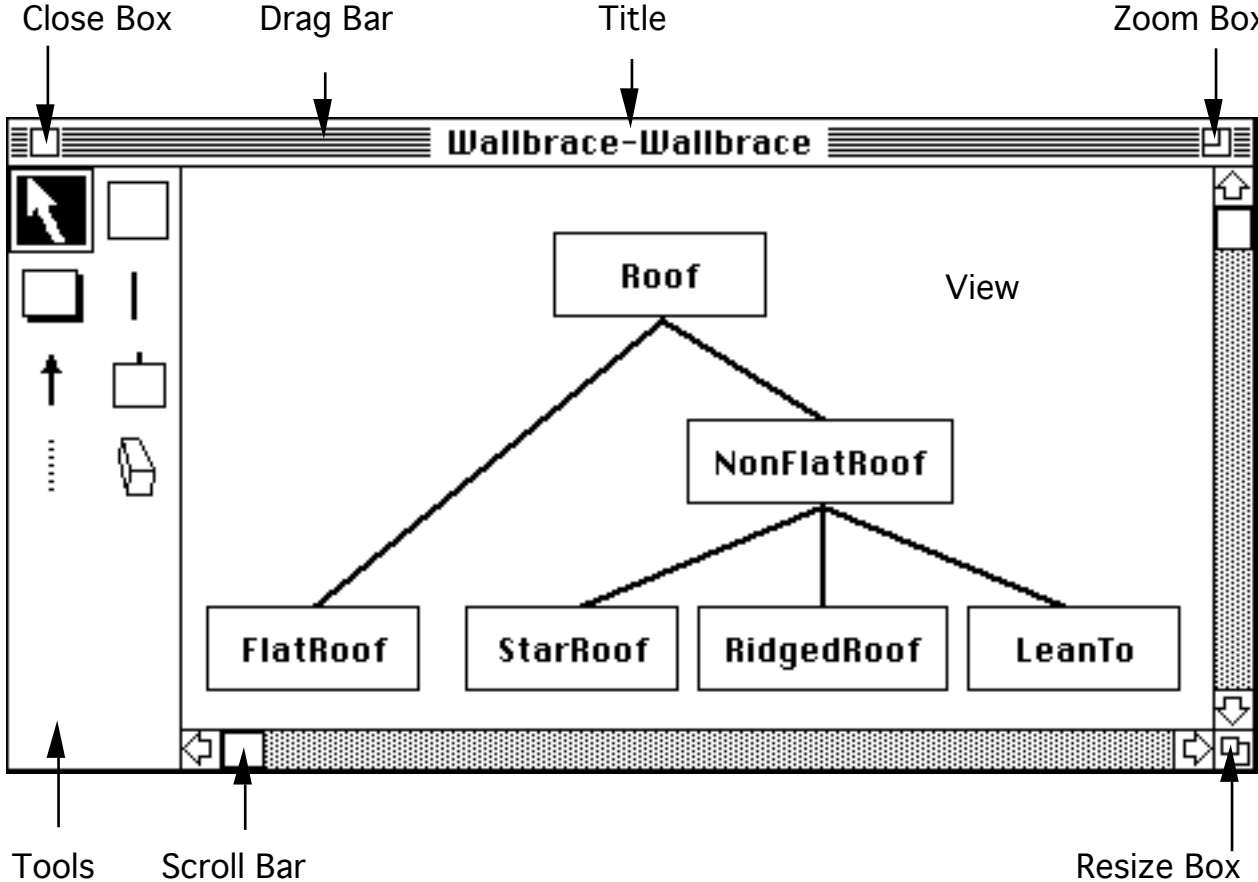 Close Box
Drag Bar
Title
Zoom Box
Wallbrace-Wallbrace
Roof
View
NonFlatRoof
FlatRoof
StarRoof
RidgedRoof
LeanTo
Tools
Scroll Bar
Resize Box